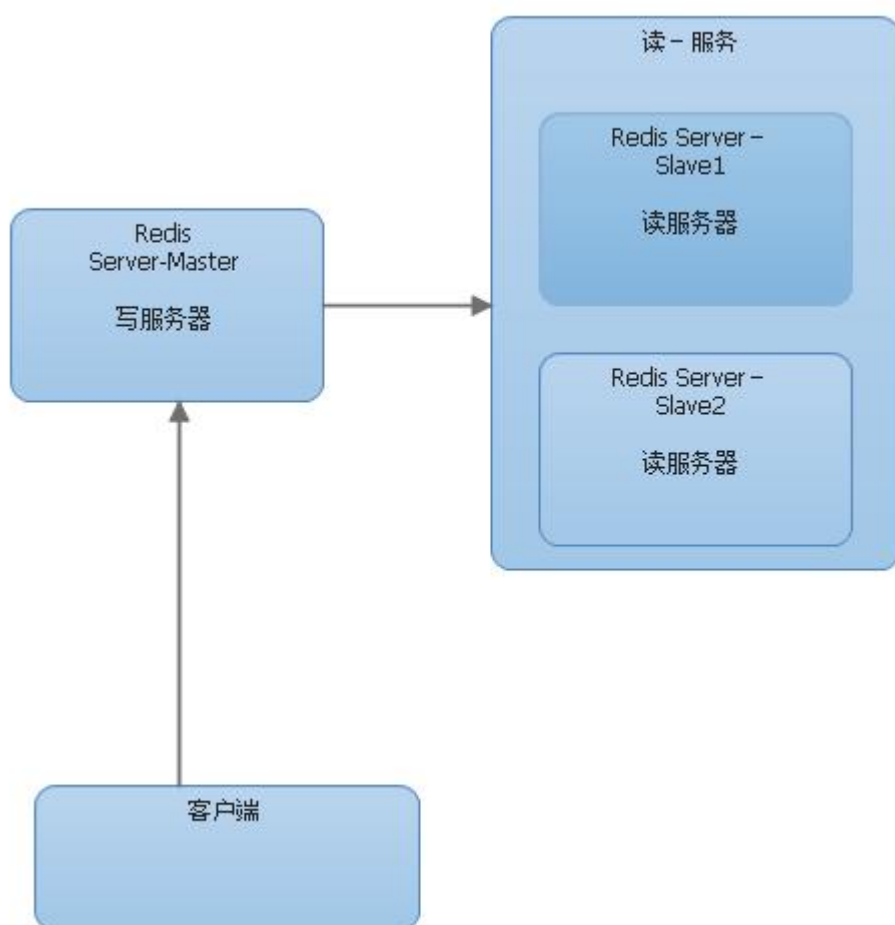 读－服务
Redis Server－
Slave1
读服务器
Redis
Server-Master
写服务器
Redis Server－
Slave2
读服务器
客户端